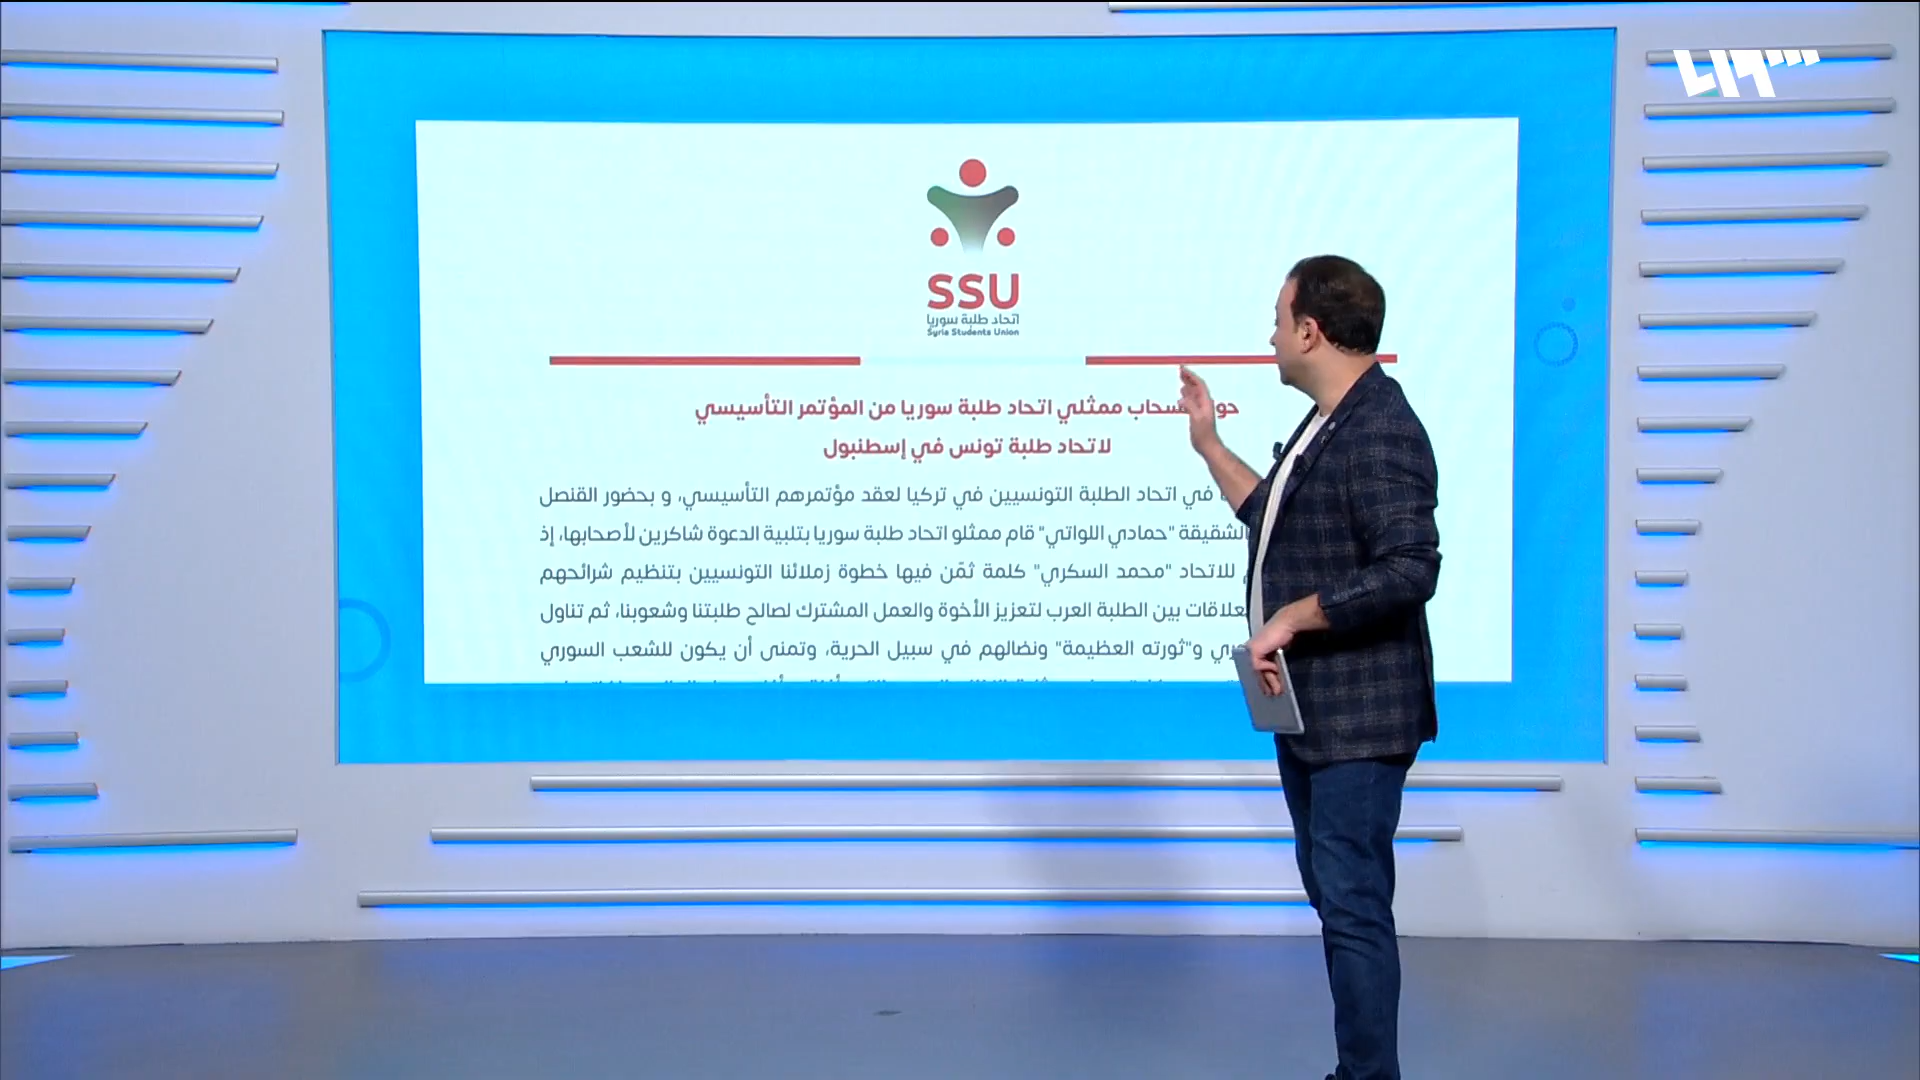 SSU
اتحاد طلبة سوريا
Syria Students Union
ممثلي اتحاد طلبة سوريا من المؤتمر التأسيسي
لاتحاد طلبة تونس في إسطنبول
في اتحاد الطلبة التونسيين في تركيا لعقد مؤتمرهم التأسيسي، و بحضور القنصل
الشقيقة "حمادي اللواتي" قام ممثلو اتحاد طلبة سوريا بتلبية الدعوة شاكرين لأصحابها، إذ
للاتحاد "محمد السكري" كلمة ثمّن فيها خطوة زملائنا التونسيين بتنظيم شرائحهم
بين الطلبة العرب لتعزيز الأخوة والعمل المشترك لصالح طلبتنا وشعوبنا، ثم تناول
و"ثورته العظيمة" ونضالهم في سبيل الحرية، وتمنى أن يكون للشعب السوري